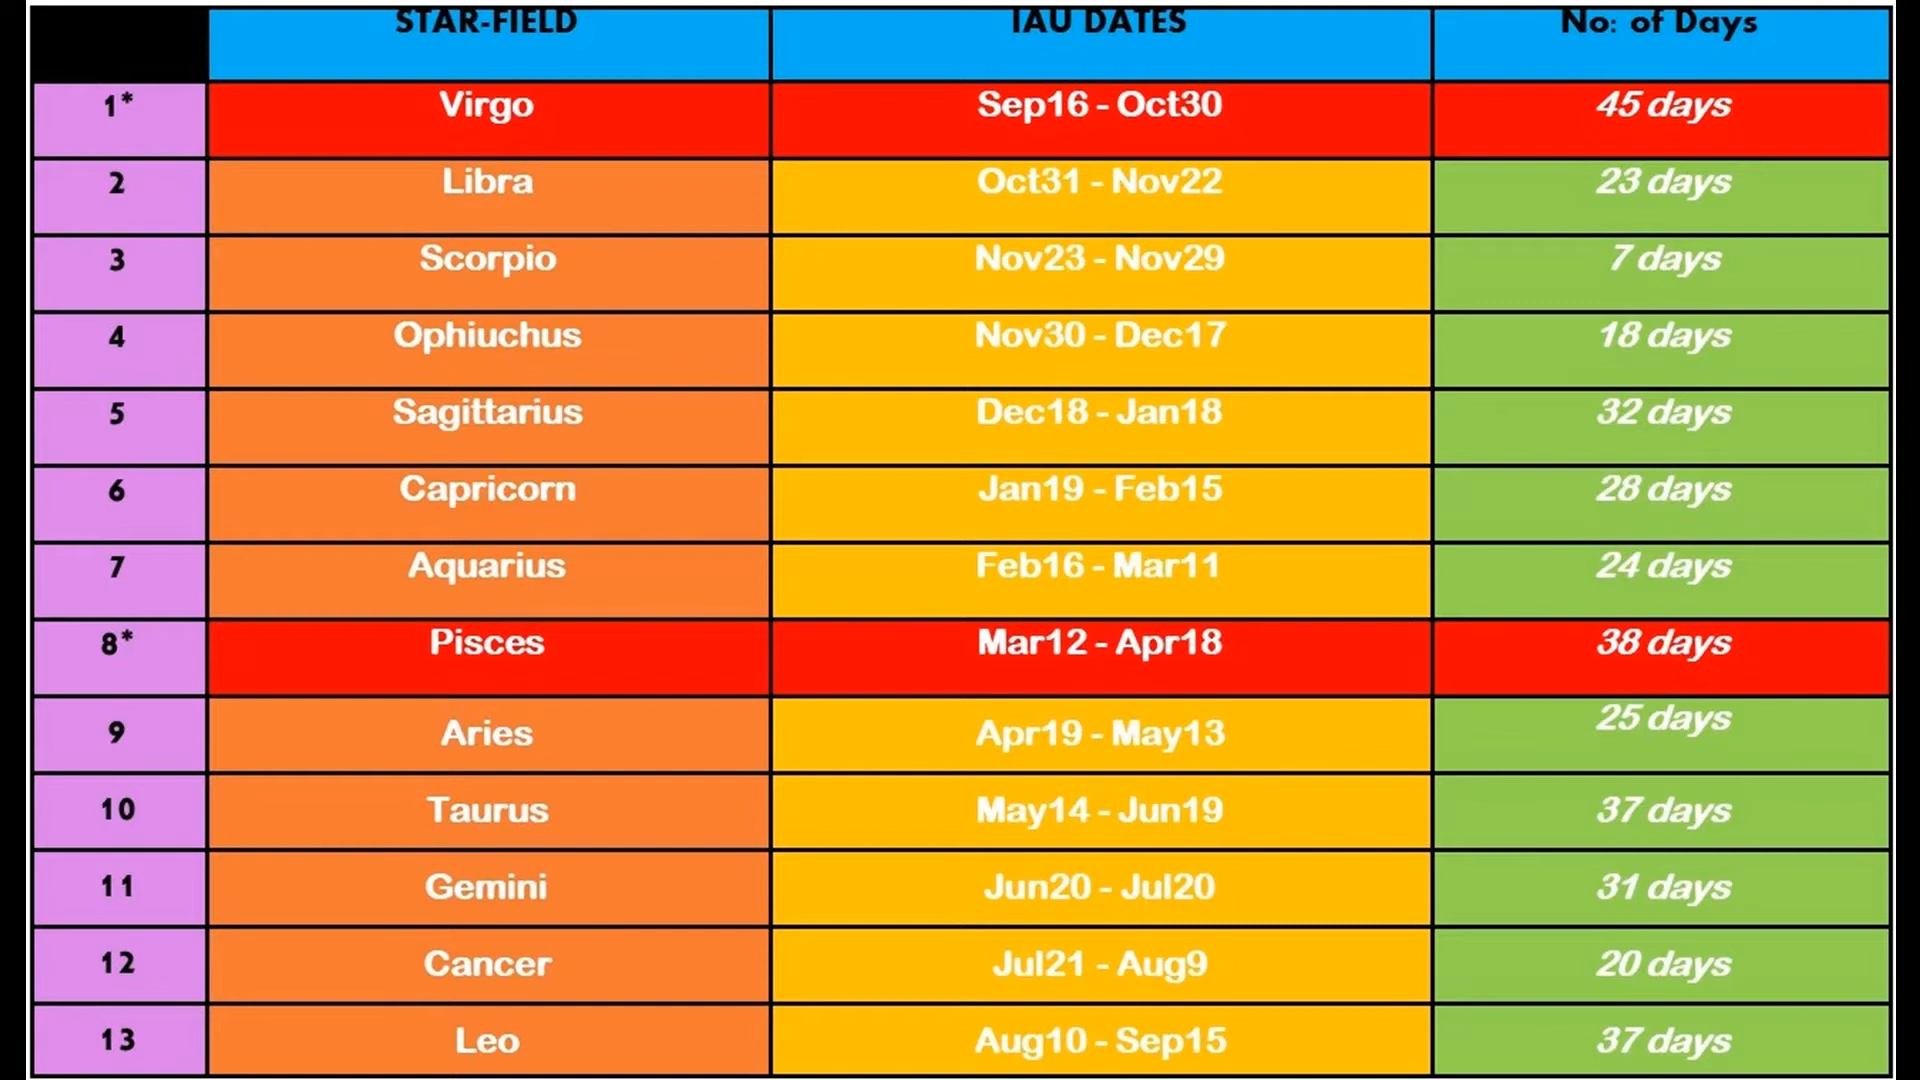 STAR-FIELD IAU DATES No: of Days
1* Virgo Sep16 - Oct30 45 days
2 Libra Oct31 - Nov22 23 days
3 Scorpio Nov23 - Nov29 7 days
4 Ophiuchus Nov30 - Dec17 18 days
5 Sagittarius Dec18 - Jan18 32 days
6 Capricorn Jan19 - Feb15 28 days
7 Aquarius Feb16 - Mar11 24 days
8* Pisces Mar12 - Apr18 38 days
9 Aries Apr19 - May13 25 days
10 Taurus May14 - Jun19 37 days
11 Gemini Jun20 - Jul20 31 days
12 Cancer Jul21 - Aug9 20 days
13 Leo Aug10 - Sep15 37 days